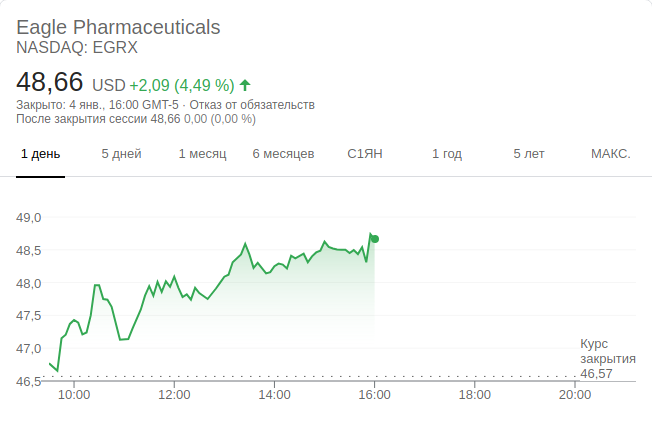 Eagle Pharmaceuticals
NASDAQ: EGRX
48,66 USD +2,09 (4,49 %)
Закрыто: 4 янв., 16:00 GMT-5 · Отказ от обязательств
После закрытия сессии 48,66 0,00 (0,00 %)
1 день 5 дней 1 месяц 6 месяцев С1ЯН 1 год 5 лет МАКС.
49,0
48,5
48,0
47,5
47,0
46,5
Курс
закрытия
46,57
10:00 12:00 14:00 16:00 18:00 20:00